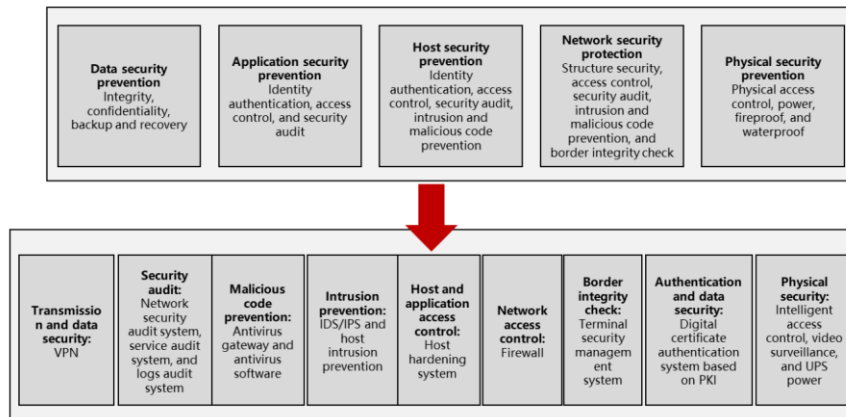 Data security
prevention
Integrity,
confidentiality,
backup and recovery
Application security
prevention
Identity
authentication, access
control, and security
audit
Host security
prevention
Identity
authentication, access
control, security audit,
intrusion and
malicious code
prevention
Network security
protection
Structure security,
access control,
security audit,
intrusion and
malicious code
prevention, and
border integrity check
Physical security
prevention
Physical access
control, power,
fireproof, and
waterproof
Transmissio
n and data
security:
VPN
Security
audit:
Network
security
audit system,
service audit
system, and
logs audit
system
Malicious
code
prevention:
Antivirus
gateway and
antivirus
software
Intrusion
prevention:
IDS/IPS and
host
intrusion
prevention
Host and
application
access
control:
Host
hardening
system
Network
access
control:
Firewall
Border
integrity
check:
Terminal
security
managem
ent
system
Authentication
and data
security:
Digital
certificate
authentication
system based
on PKI
Physical
security:
Intelligent
access
control, video
surveillance,
and UPS
power